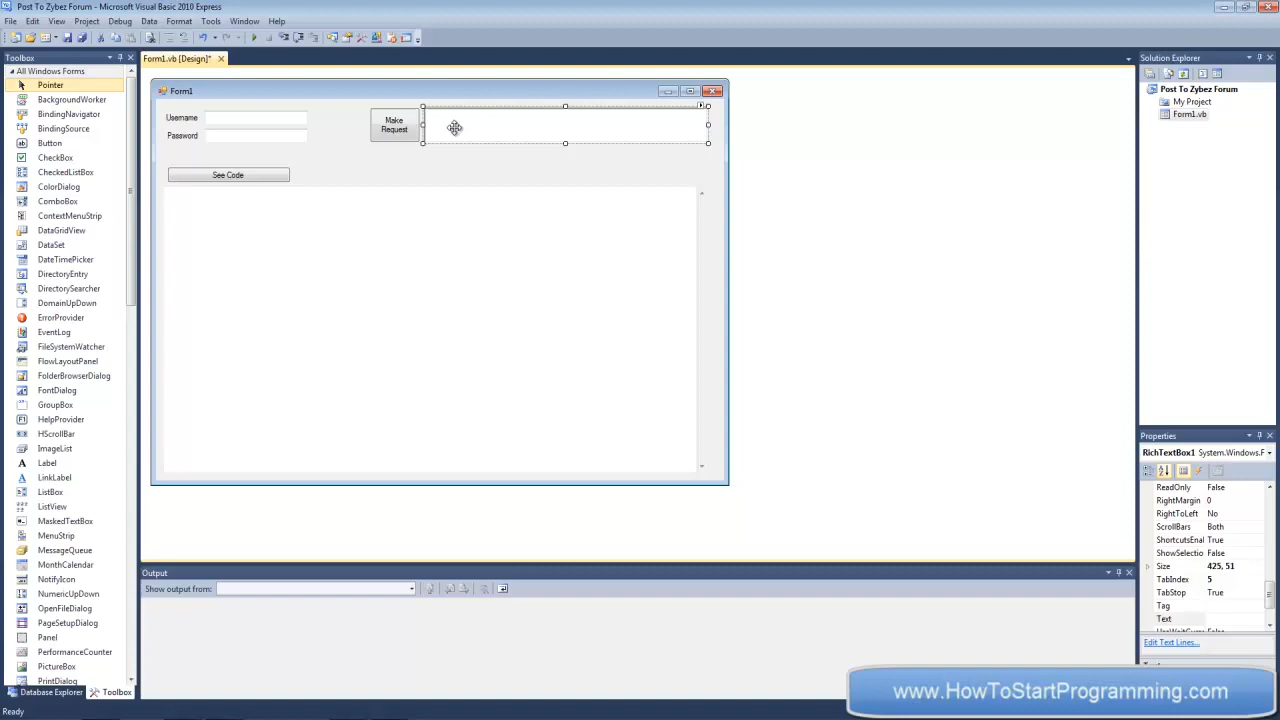 Post To Zybez Forum - Microsoft Visual Basic 2010 Express
File Edit View Project Debug Data Format Tools Window Help
Toolbox
Form1.vb [Design]*
Solution Explorer
All Windows Forms
Pointer
BackgroundWorker
BindingNavigator
BindingSource
Button
CheckBox
CheckedListBox
ColorDialog
ComboBox
ContextMenuStrip
DataGridView
DataSet
DateTimePicker
DirectoryEntry
DirectorySearcher
DomainUpDown
ErrorProvider
EventLog
FileSystemWatcher
FlowLayoutPanel
FolderBrowserDialog
FontDialog
GroupBox
HelpProvider
HScrollBar
ImageList
Label
LinkLabel
ListBox
ListView
MaskedTextBox
MenuStrip
MessageQueue
MonthCalendar
NotifyIcon
NumericUpDown
OpenFileDialog
PageSetupDialog
Panel
PerformanceCounter
PictureBox
PrintDialog
Database Explorer Toolbox
Form1
Username
Password
Make
Request
See Code
Output
Show output from:
Post To Zybez Forum
My Project
Form1.vb
Properties
RichTextBox1 System.Windows.F
ReadOnly False
RightMargin 0
RightToLeft No
ScrollBars Both
ShortcutsEnal True
ShowSelectio False
Size 425, 51
TabIndex 5
TabStop True
Tag
Text
Edit Text Lines...
www.HowToStartProgramming.com
Ready